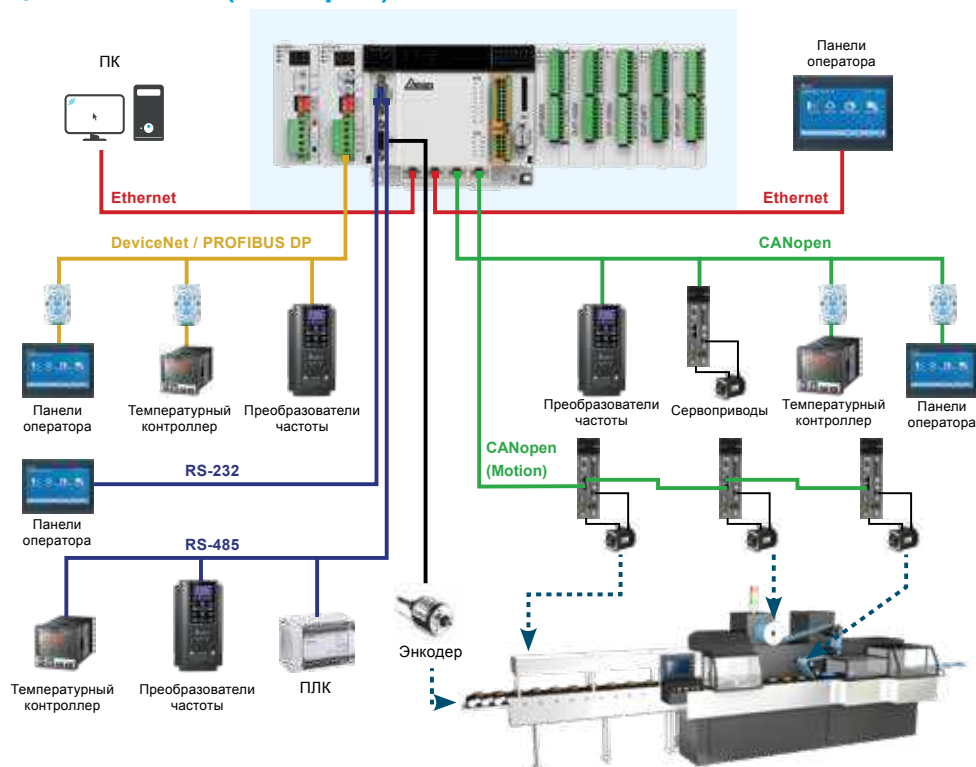 ПК
Панели
оператора
Ethernet
Ethernet
DeviceNet / PROFIBUS DP
CANopen
Панели
оператора
Температурный
контроллер
Преобразователи
частоты
Преобразователи
частоты
Сервоприводы
Температурный
контроллер
Панели
оператора
CANopen
(Motion)
RS-232
Панели
оператора
RS-485
Энкодер
Температурный
контроллер
Преобразователи
частоты
ПЛК